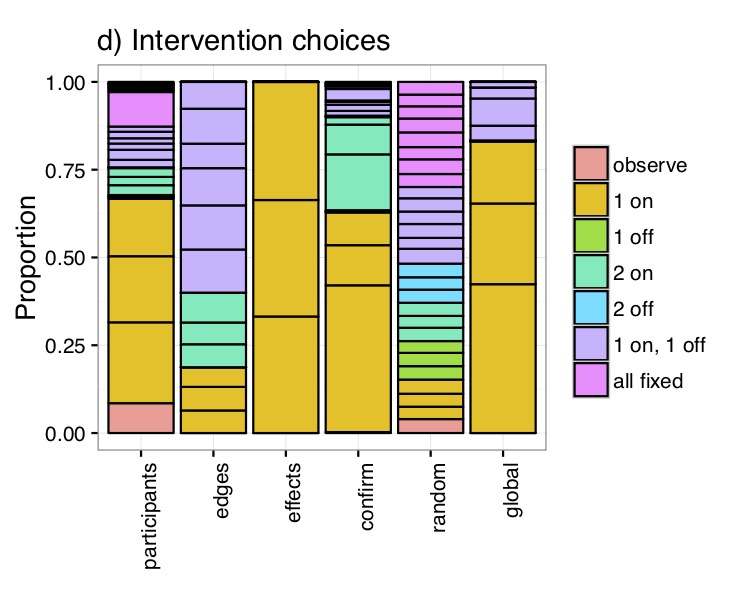 d) Intervention choices
Proportion
1.00
0.75
0.50
0.25
0.00
participants
edges
effects
confirm
random
global
observe
1 on
1 off
2 on
2 off
1 on, 1 off
all fixed